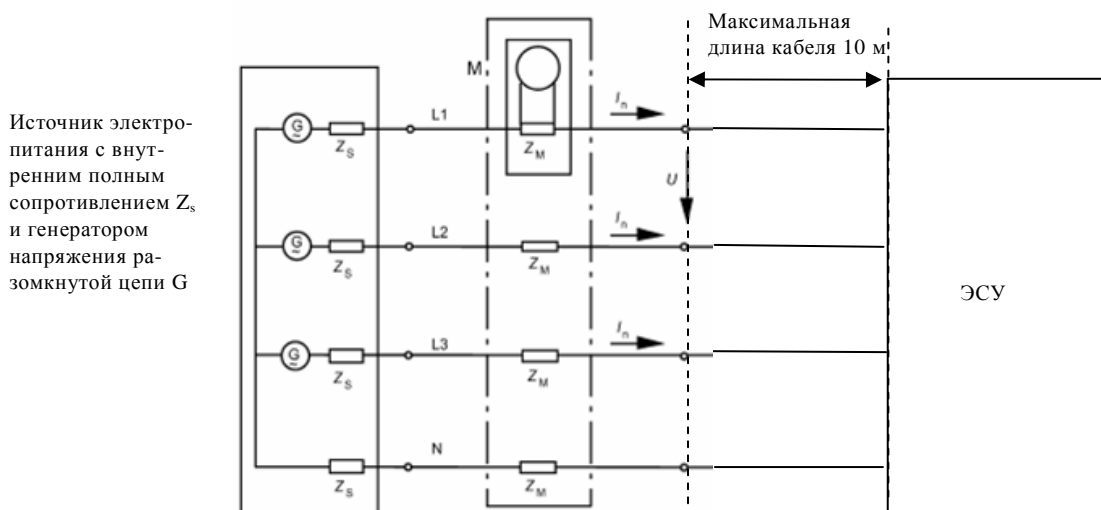 Максимальная
длина кабеля 10 м
Источник электро-
питания с внут-
ренним полным
сопротивлением Zs
и генератором
напряжения ра-
зомкнутой цепи G
M
G
ZS
L1
ZM
In
U
G
ZS
L2
ZM
In
ЭСУ
G
ZS
L3
ZM
In
ZS
N
ZM